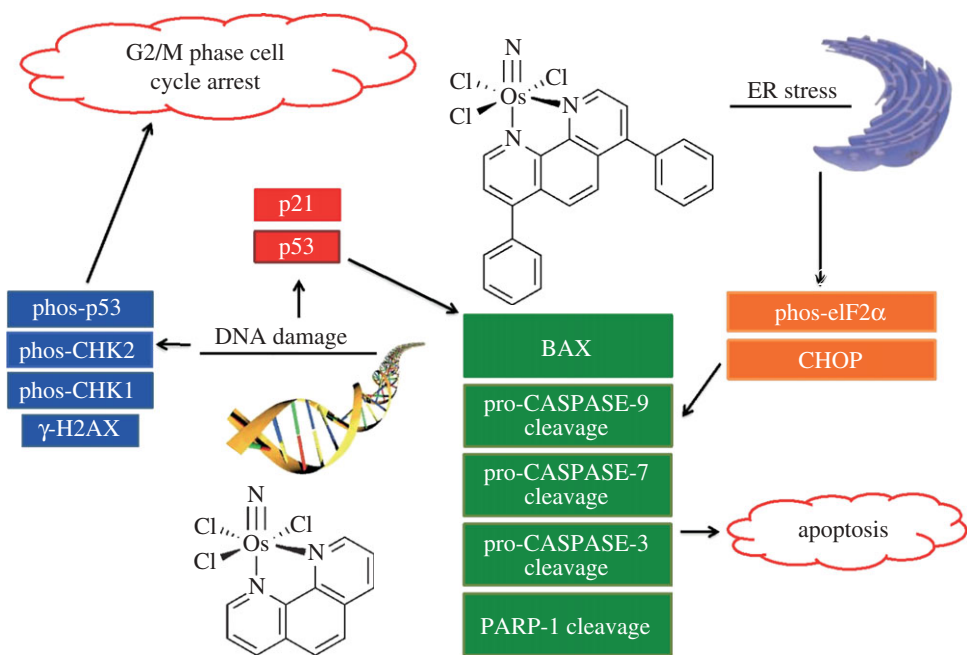 G2/M phase cell
cycle arrest
N
Cl
Cl
Os
Cl
N
N
ER stress
p21
p53
phos-p53
phos-CHK2
phos-CHK1
γ-H2AX
DNA damage
BAX
pro-CASPASE-9
cleavage
pro-CASPASE-7
cleavage
pro-CASPASE-3
cleavage
PARP-1 cleavage
phos-elF2α
CHOP
apoptosis
N
Cl
Cl
Os
Cl
N
N